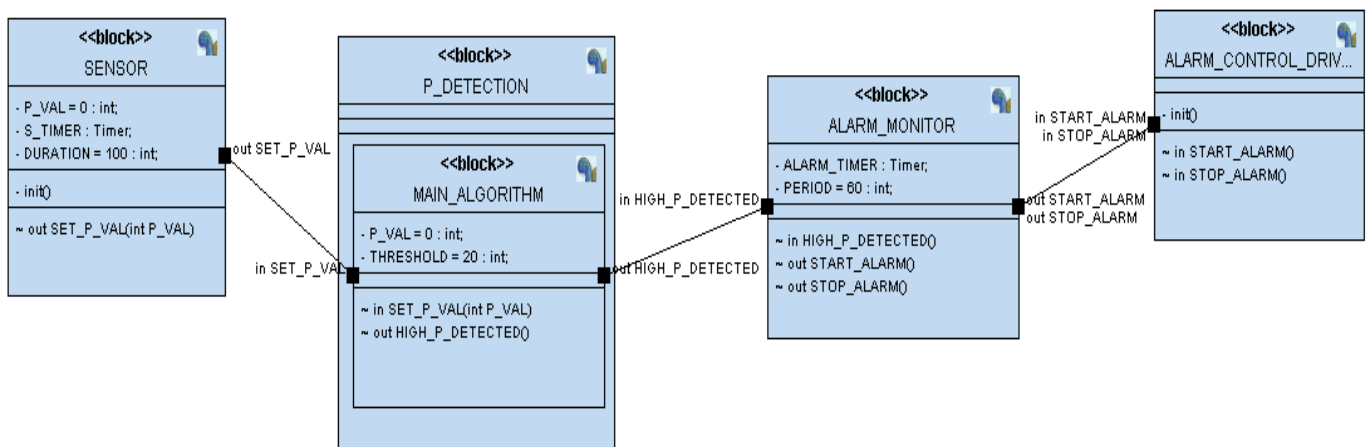 <<block>>
SENSOR
- P_VAL = 0 : int;
- S_TIMER : Timer;
- DURATION = 100 : int;
- init()
~ out SET_P_VAL(int P_VAL)
out SET_P_VAL
<<block>>
P_DETECTION
<<block>>
MAIN_ALGORITHM
- P_VAL = 0 : int;
- THRESHOLD = 20 : int;
in SET_P_VAL
~ in SET_P_VAL(int P_VAL)
~ out HIGH_P_DETECTED()
out HIGH_P_DETECTED
in HIGH_P_DETECTED
<<block>>
ALARM_MONITOR
- ALARM_TIMER : Timer;
- PERIOD = 60 : int;
~ in HIGH_P_DETECTED()
~ out START_ALARM()
~ out STOP_ALARM()
out START_ALARM
out STOP_ALARM
in START_ALARM
in STOP_ALARM
<<block>>
ALARM_CONTROL_DRIV...
- init()
~ in START_ALARM()
~ in STOP_ALARM()